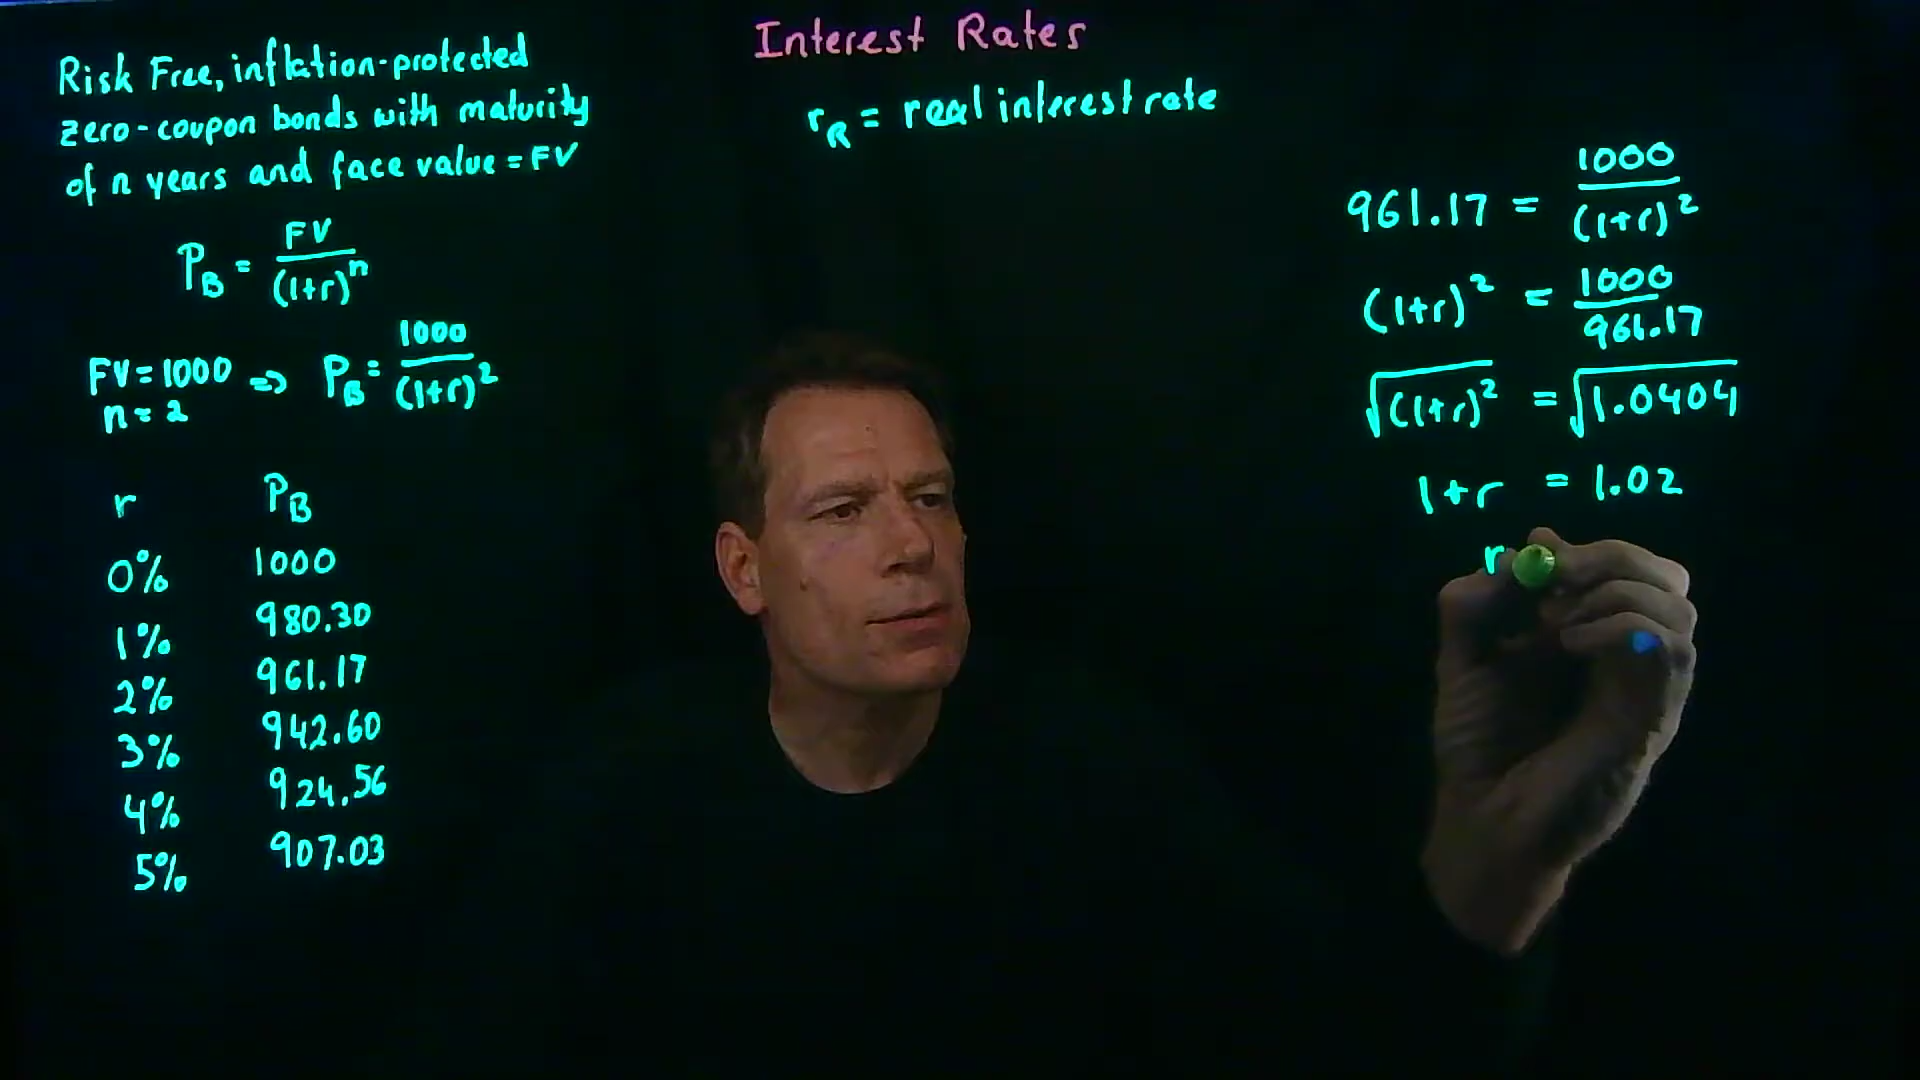 Interest Rates
Risk Free, inflation-protected
zero-coupon bonds with maturity
of n years and face value = FV
P_B = FV/(1+r)^n
FV = 1000 => P_B = 1000/(1+r)^2
n = 2
r P_B
0% 1000
1% 980.30
2% 961.17
3% 942.60
4% 924.56
5% 907.03
r_R = real interest rate
961.17 = 1000/(1+r)^2
(1+r)^2 = 1000/961.17
√(1+r)^2 = √1.0404
1+r = 1.02
r